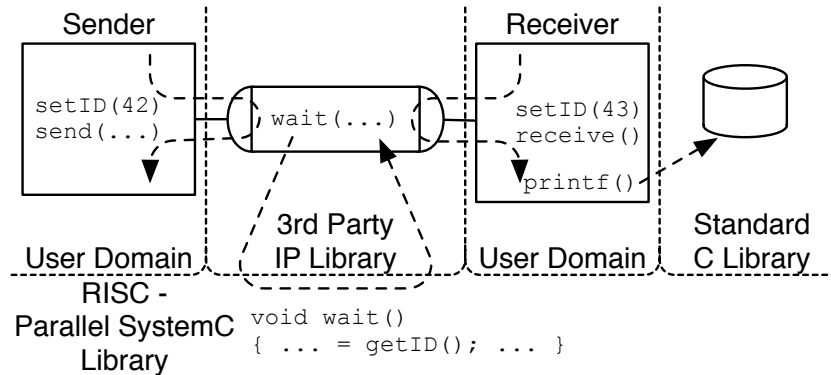 Sender
Receiver
setID(42)
send(...)
wait(...)
setID(43)
receive()
printf()
3rd Party
IP Library
Standard
C Library
User Domain
User Domain
RISC -
Parallel SystemC
Library
void wait()
{ ... = getID(); ... }